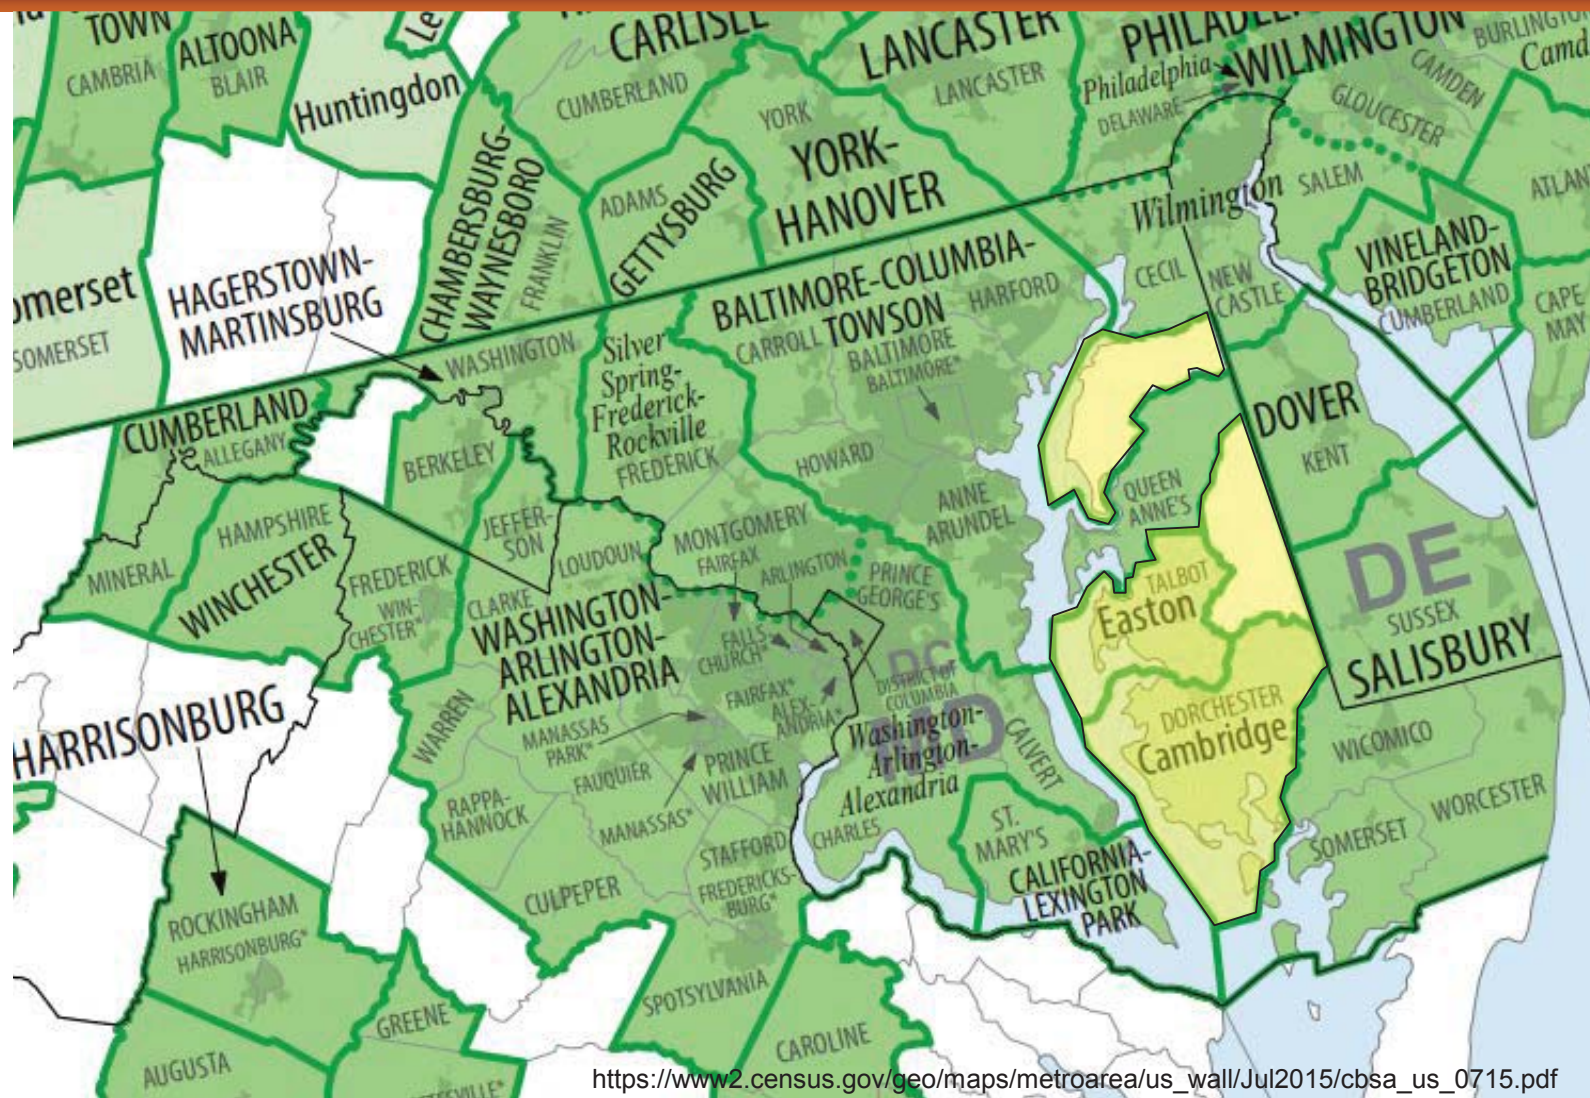 TOWN
CAMBRIA
ALTOONA
BLAIR
Huntingdon
Le
CARLISLE
CUMBERLAND
LANCASTER
LANCASTER
WILMINGTON
Philadelphia
DELAWARE
CAMDEN
GLOUCESTER
YORK
YORK-
HANOVER
CHAMBERSBURG-
WAYNESBORO
FRANKLIN
ADAMS
GETTYSBURG
Wilmington
SALEM
VINELAND-
BRIDGETON
CUMBERLAND
CAPE
MAY
omerset
SOMERSET
HAGERSTOWN-
MARTINSBURG
WASHINGTON
Silver
Spring-
Frederick-
Rockville
FREDERICK
BALTIMORE-COLUMBIA-
TOWSON
CARROLL
HARFORD
BALTIMORE
BALTIMORE*
CECIL
NEW
CASTLE
CUMBERLAND
ALLEGANY
BERKELEY
HOWARD
DOVER
KENT
ANNE
ARUNDEL
QUEEN
ANNE'S
HAMPSHIRE
MINERAL
WINCHESTER
FREDERICK
WIN-
CHESTER*
JEFFER-
SON
LOUDOUN
CLARKE
MONTGOMERY
FAIRFAX
ARLINGTON
PRINCE
GEORGE'S
TALBOT
Easton
DE
SUSSEX
SALISBURY
WASHINGTON-
ARLINGTON-
ALEXANDRIA
FALLS
CHURCH*
FAIRFAX*
ALEX-
ANDRIA*
DC
DISTRICT OF
COLUMBIA
MD
Washington-
Arlington-
Alexandria
WARREN
MANASSAS
PARK*
PRINCE
WILLIAM
FAUQUIER
MANASSAS*
CALVERT
DORCHESTER
Cambridge
WICOMICO
WORCESTER
SOMERSET
HARRISONBURG
RAPPA-
HANNOCK
CULPEPER
STAFFORD
FREDERICKS-
BURG*
CHARLES
ST.
MARY'S
CALIFORNIA-
LEXINGTON
PARK
ROCKINGHAM
HARRISONBURG*
SPOTSYLVANIA
GREENE
CAROLINE
AUGUSTA
https://www2.census.gov/geo/maps/metroarea/us_wall/Jul2015/cbsa_us_0715.pdf